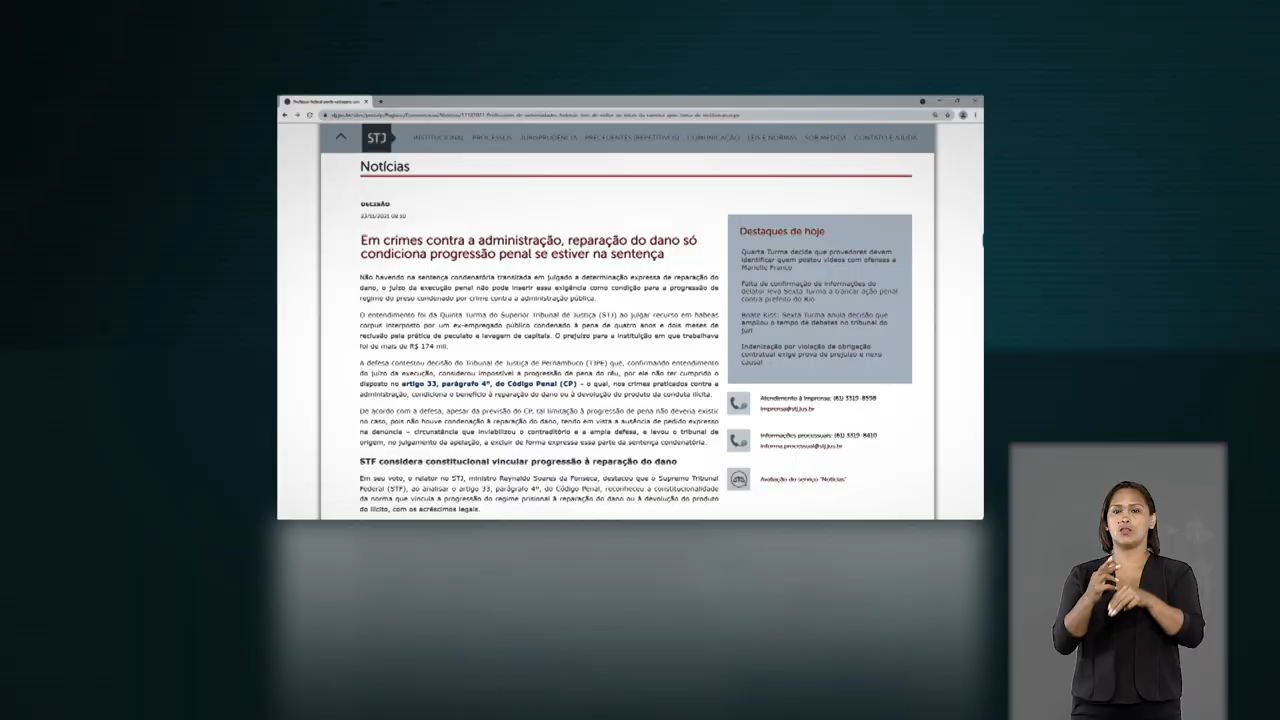 STJ
INSTITUCIONAL PROCESSOS JURISPRUDÊNCIA PRECEDENTES (REPETITIVOS) COMUNICAÇÃO LEIS E NORMAS SOB MEDIDA CONTATO E AJUDA
Notícias
DECISÃO
23/11/2021 08:10
Em crimes contra a administração, reparação do dano só
condiciona progressão penal se estiver na sentença
Não havendo na sentença condenatória transitada em julgado a determinação expressa de reparação do
dano, o juízo da execução penal não pode inserir essa exigência como condição para a progressão de
regime do preso condenado por crime contra a administração pública.
O entendimento foi da Quinta Turma do Superior Tribunal de Justiça (STJ) ao julgar recurso em habeas
corpus interposto por um ex-empregado público condenado à pena de quatro anos e dois meses de
reclusão pela prática de peculato e lavagem de capitais. O prejuízo para a instituição em que trabalhava
foi de mais de R$ 174 mil.
A defesa contestou decisão do Tribunal de Justiça de Pernambuco (TJPE) que, confirmando entendimento
do juízo da execução, considerou impossível a progressão de pena do réu, por ele não ter cumprido o
disposto no artigo 33, parágrafo 4º, do Código Penal (CP) – o qual, nos crimes praticados contra a
administração, condiciona o benefício à reparação do dano ou à devolução do produto da conduta ilícita.
De acordo com a defesa, apesar da previsão do CP, tal limitação à progressão de pena não deveria existir
no caso, pois não houve condenação à reparação do dano, tendo em vista a ausência de pedido expresso
na denúncia – circunstância que inviabilizou o contraditório e a ampla defesa, e levou o tribunal de
origem, no julgamento da apelação, a excluir de forma expressa essa parte da sentença condenatória.
STF considera constitucional vincular progressão à reparação do dano
Em seu voto, o relator no STJ, ministro Reynaldo Soares da Fonseca, destacou que o Supremo Tribunal
Federal (STF), ao analisar o artigo 33, parágrafo 4º, do Código Penal, reconheceu a constitucionalidade
da norma que vincula a progressão do regime prisional à reparação do dano ou à devolução do produto
do ilícito, com os acréscimos legais.
Destaques de hoje
Quarta Turma decide que provedores devem
identificar quem postou vídeos com ofensas a
Marielle Franco
Falta de confirmação de informações do
delator leva Sexta Turma a trancar ação penal
contra prefeito do Rio
Boate Kiss: Sexta Turma anula decisão que
ampliou o tempo de debates no tribunal do
júri
Indenização por violação de obrigação
contratual exige prova de prejuízo e nexo
causal
Atendimento à imprensa: (61) 3319-8598
imprensa@stj.jus.br
Informações processuais: (61) 3319-8410
informa.processual@stj.jus.br
Avaliação do serviço "Notícias"